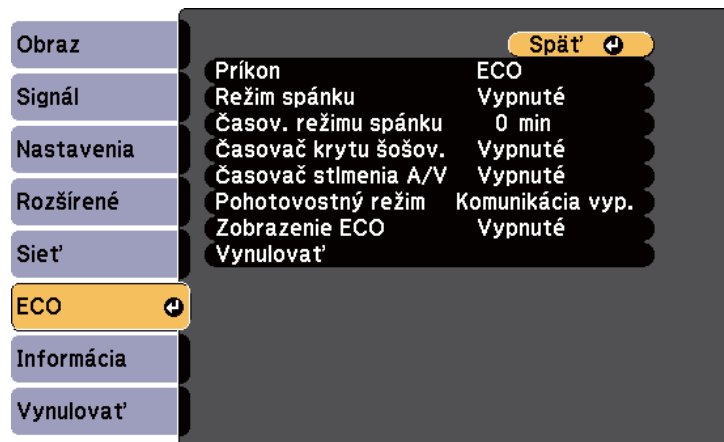 Obraz
Signál
Nastavenia
Rozšírené
Sieť
ECO
Informácia
Vynulovať
Späť
Príkon ECO
Režim spánku Vypnuté
Časov. režimu spánku 0 min
Časovač krytu šošov. Vypnuté
Časovač stlmenia A/V Vypnuté
Pohotovostný režim Komunikácia vyp.
Zobrazenie ECO Vypnuté
Vynulovať